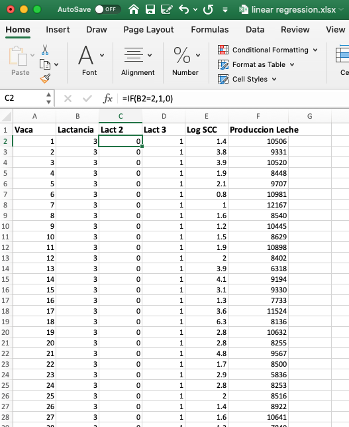 AutoSave OFF linear regression.xlsx
Home Insert Draw Page Layout Formulas Data Review View
Paste Font Alignment Number Conditional Formatting Format as Table Cell Styles Ce
C2 fx =IF(B2=2,1,0)
A B C D E F G
1 Vaca Lactancia Lact 2 Lact 3 Log SCC Produccion Leche
2 1 3 0 1 1.4 10506
3 2 3 0 1 3.8 9331
4 3 3 0 1 3.9 10520
5 4 3 0 1 1.9 8448
6 5 3 0 1 2.1 9707
7 6 3 0 1 0.8 10981
8 7 3 0 1 1 12167
9 8 3 0 1 1.6 8540
10 9 3 0 1 1.2 10445
11 10 3 0 1 1.5 8629
12 11 3 0 1 1.9 10898
13 12 3 0 1 2 8402
14 13 3 0 1 3.9 6318
15 14 3 0 1 4.1 9194
16 15 3 0 1 3.1 9330
17 16 3 0 1 1.3 7733
18 17 3 0 1 3.6 11524
19 18 3 0 1 6.3 8136
20 19 3 0 1 2.8 10632
21 20 3 0 1 2.8 8255
22 21 3 0 1 4.8 9567
23 22 3 0 1 1.7 8500
24 23 3 0 1 2.9 5836
25 24 3 0 1 2.8 8253
26 25 3 0 1 2 8516
27 26 3 0 1 1.4 8922
28 27 3 0 1 1.6 10641